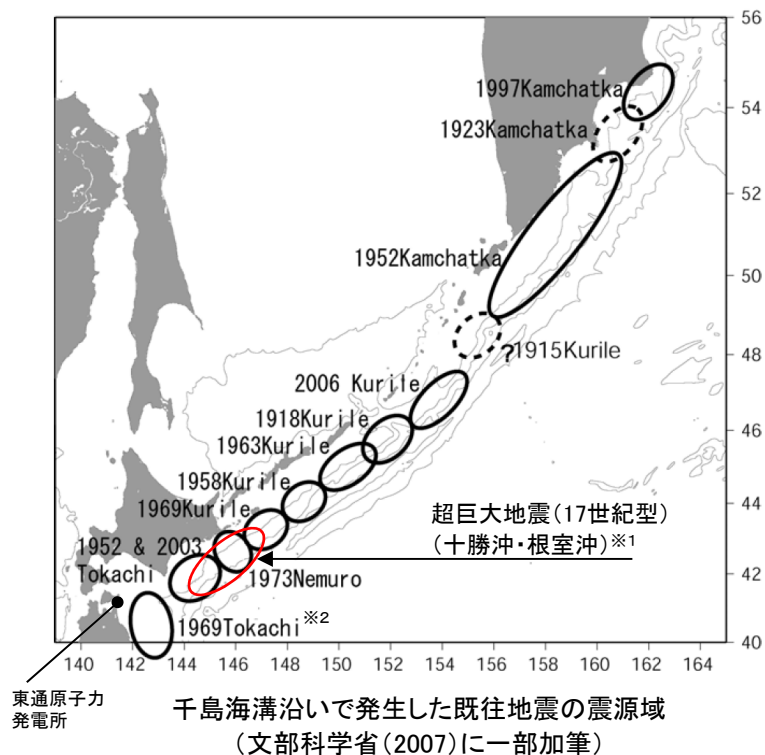 56
1997Kamchatka
54
1923Kamchatka
52
1952Kamchatka
50
?1915Kurile
48
2006 Kurile
1918Kurile
46
1963Kurile
1958Kurile
44
1969Kurile
超巨大地震(17世紀型)
(十勝沖・根室沖)※1
1952 & 2003
Tokachi
1973Nemuro
42
1969Tokachi※2
40
140 142 144 146 148 150 152 154 156 158 160 162
東通原子力
発電所
千島海溝沿いで発生した既往地震の震源域
(文部科学省(2007)に一部加筆)